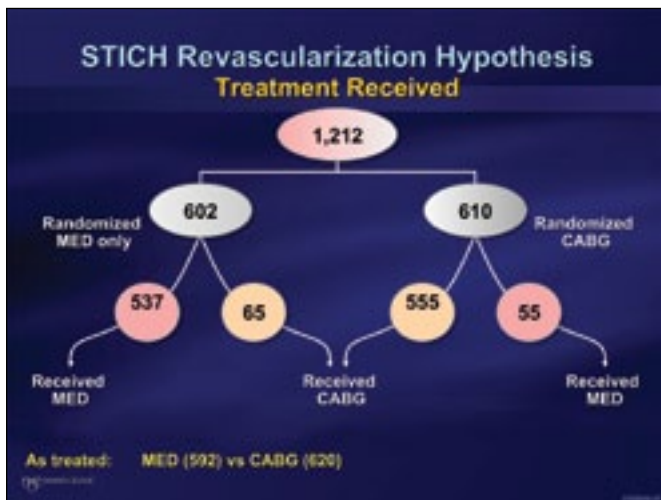 STICH Revascularization Hypothesis
Treatment Received
1,212
602
610
Randomized
MED only
Randomized
CABG
537
65
555
55
Received
MED
Received
CABG
Received
MED
As treated: MED (592) vs CABG (620)